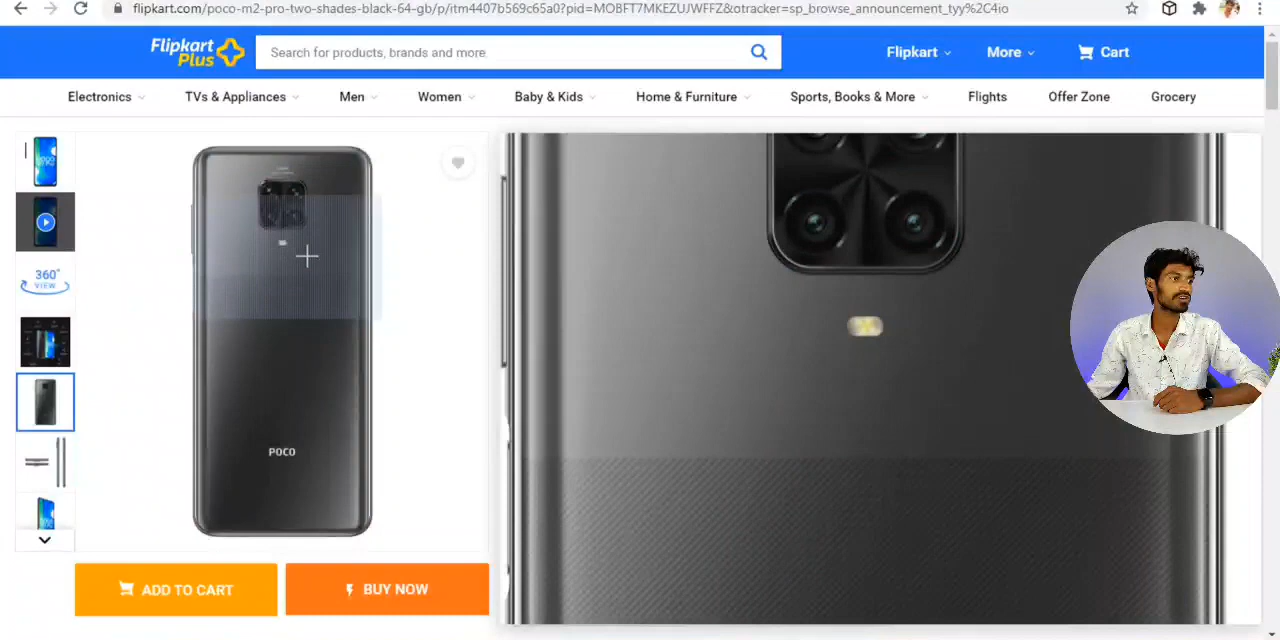 flipkart.com/poco-m2-pro-two-shades-black-64-gb/p/itm4407b569c65a0?pid=MOBFT7MKEZUJWFFZ&otracker=sp_browse_announcement_tyy%2C4io
Flipkart
Plus
Search for products, brands and more
Flipkart
More
Cart
Electronics
TVs & Appliances
Men
Women
Baby & Kids
Home & Furniture
Sports, Books & More
Flights
Offer Zone
Grocery
360°
VIEW
POCO
ADD TO CART
BUY NOW